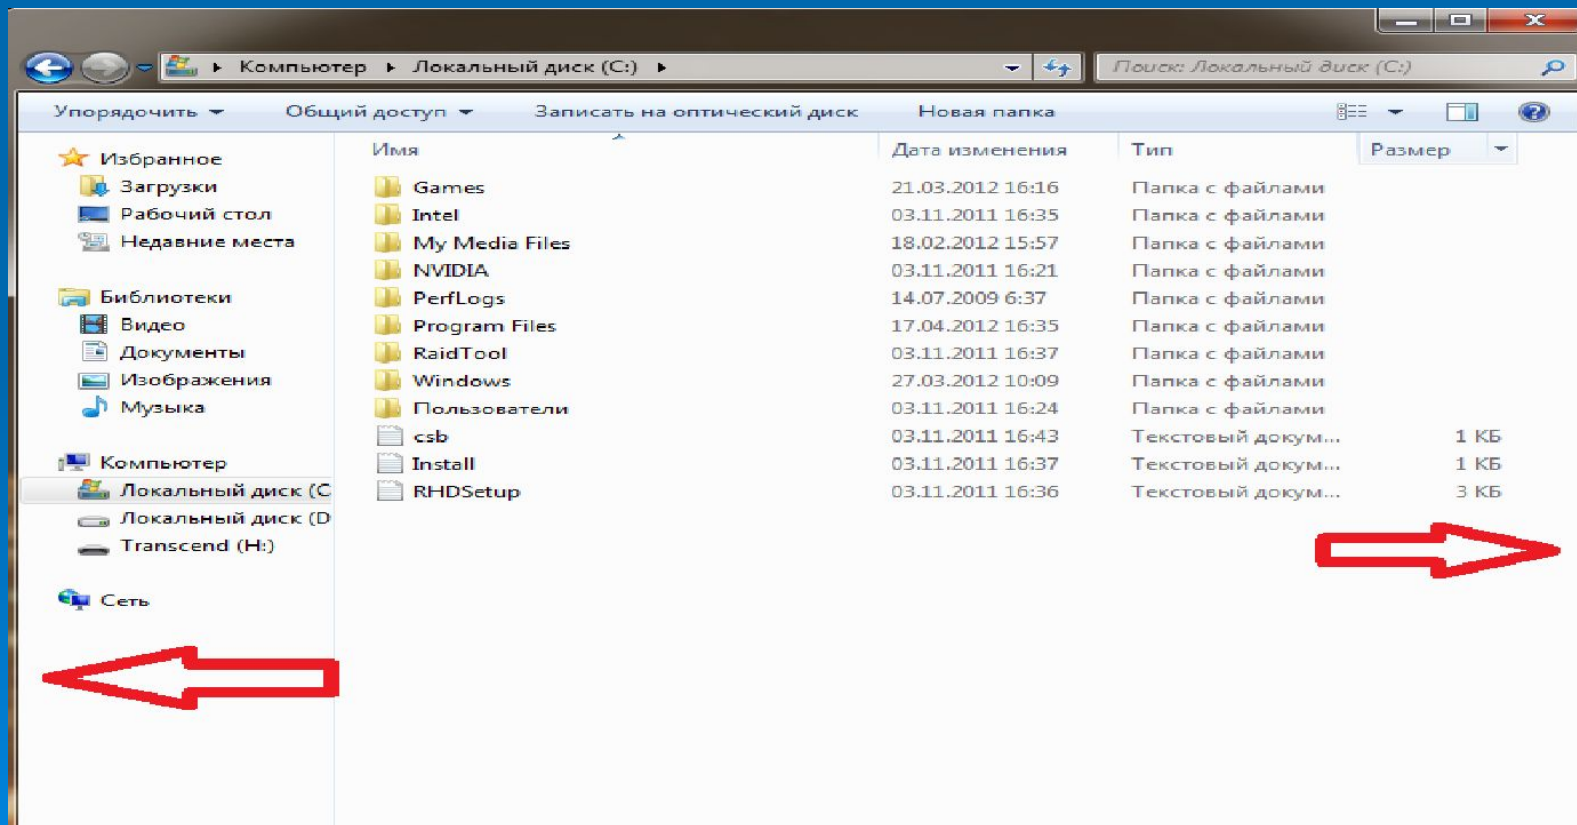 Компьютер Локальный диск (C:) Поиск: Локальный диск (C:)
Упорядочить Общий доступ Записать на оптический диск Новая папка
Избранное
Загрузки
Рабочий стол
Недавние места
Библиотеки
Видео
Документы
Изображения
Музыка
Компьютер
Локальный диск (C
Локальный диск (D
Transcend (H:)
Сеть
Имя Дата изменения Тип Размер
Games 21.03.2012 16:16 Папка с файлами
Intel 03.11.2011 16:35 Папка с файлами
My Media Files 18.02.2012 15:57 Папка с файлами
NVIDIA 03.11.2011 16:21 Папка с файлами
PerfLogs 14.07.2009 6:37 Папка с файлами
Program Files 17.04.2012 16:35 Папка с файлами
RaidTool 03.11.2011 16:37 Папка с файлами
Windows 27.03.2012 10:09 Папка с файлами
Пользователи 03.11.2011 16:24 Папка с файлами
csb 03.11.2011 16:43 Текстовый докум... 1 КБ
Install 03.11.2011 16:37 Текстовый докум... 1 КБ
RHDSetup 03.11.2011 16:36 Текстовый докум... 3 КБ